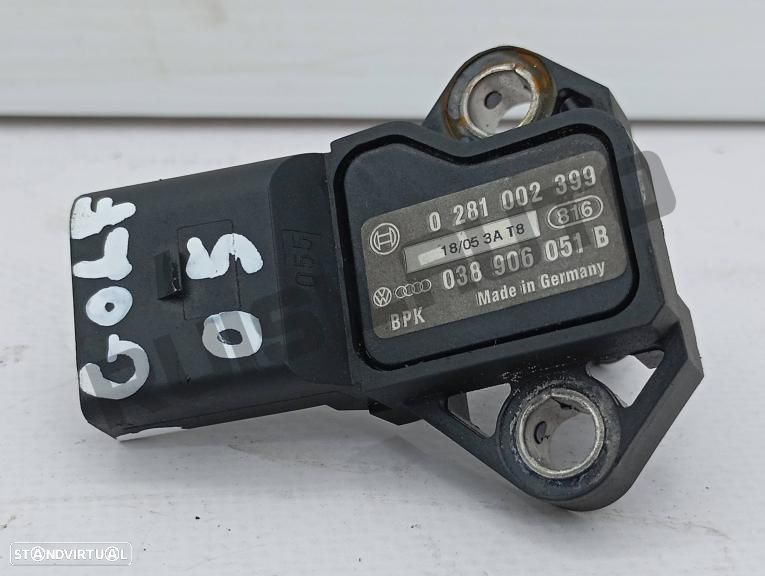 GOLF
05
055
0 281 002 399
18/05 3A T8
816
038 906 051 B
BPK
Made in Germany
STANDVIRTUAL